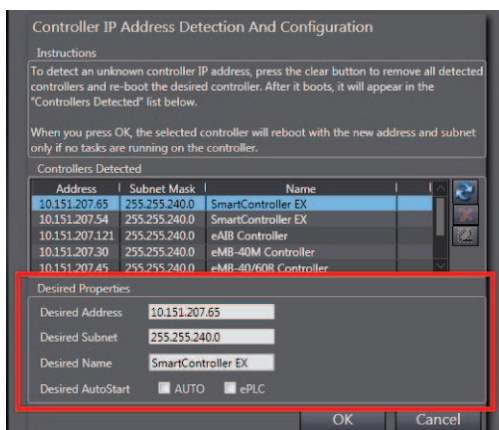 Controller IP Address Detection And Configuration
Instructions
To detect an unknown controller IP address, press the clear button to remove all detected
controllers and re-boot the desired controller. After it boots, it will appear in the
"Controllers Detected" list below.
When you press OK, the selected controller will reboot with the new address and subnet
only if no tasks are running on the controller.
Controllers Detected
Address Subnet Mask Name
10.151.207.65 255.255.240.0 SmartController EX
10.151.207.54 255.255.240.0 SmartController EX
10.151.207.121 255.255.240.0 eAIB Controller
10.151.207.30 255.255.240.0 eMB-40M Controller
10.151.207.45 255.255.240.0 eMB-40/60R Controller
Desired Properties
Desired Address 10.151.207.65
Desired Subnet 255.255.240.0
Desired Name SmartController EX
Desired AutoStart AUTO ePLC
OK Cancel